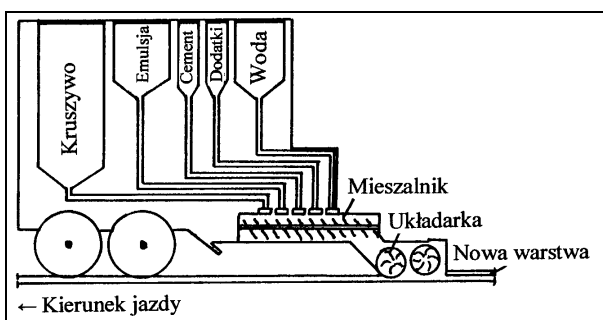 Kruszywo
Emulsja
Cement
Dodatki
Woda
Mieszalnik
Układarka
Nowa warstwa
← Kierunek jazdy